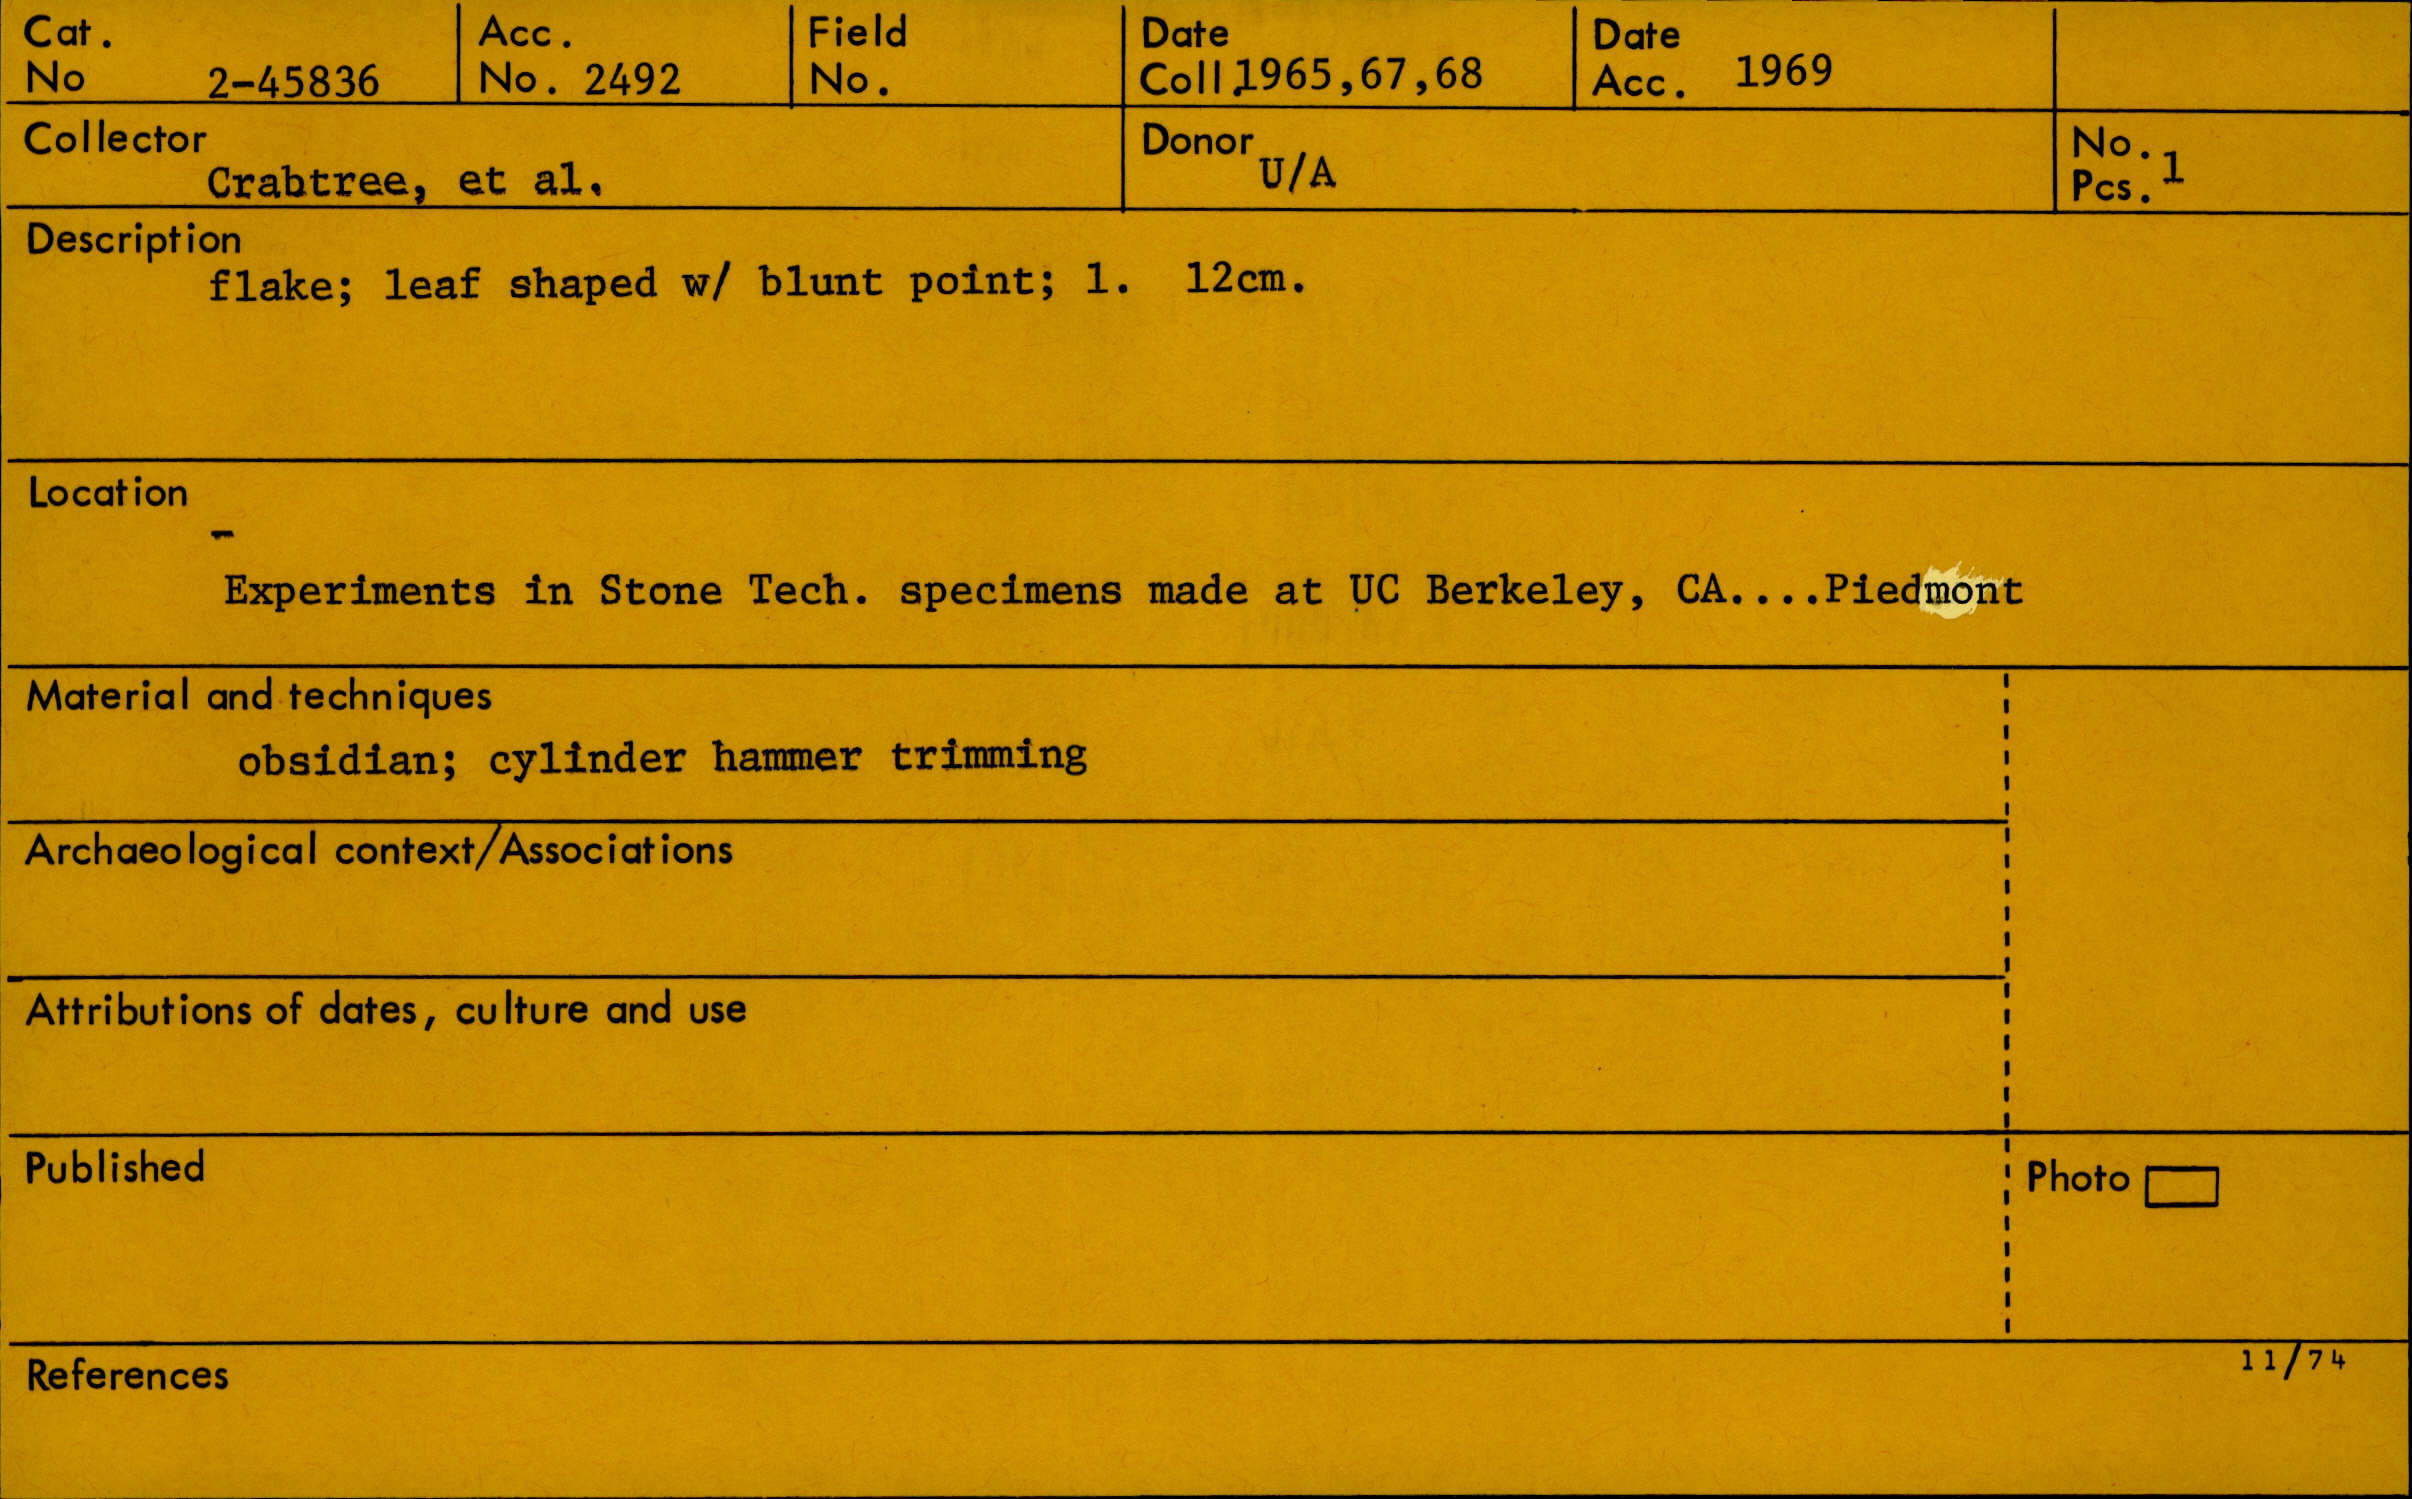 Cat.
No 2-45836
Acc.
No. 2492
Field
No.
Date
Coll. 1965,67,68
Date
Acc. 1969
Collector
Crabtree, et al.
Donor
U/A
No.
Pcs. 1
Description
flake; leaf shaped w/ blunt point; l. 12cm.
Location
-
Experiments in Stone Tech. specimens made at UC Berkeley, CA....Piedmont
Material and techniques
obsidian; cylinder hammer trimming
Archaeological context/Associations
Attributions of dates, culture and use
Published
Photo
References
11/74